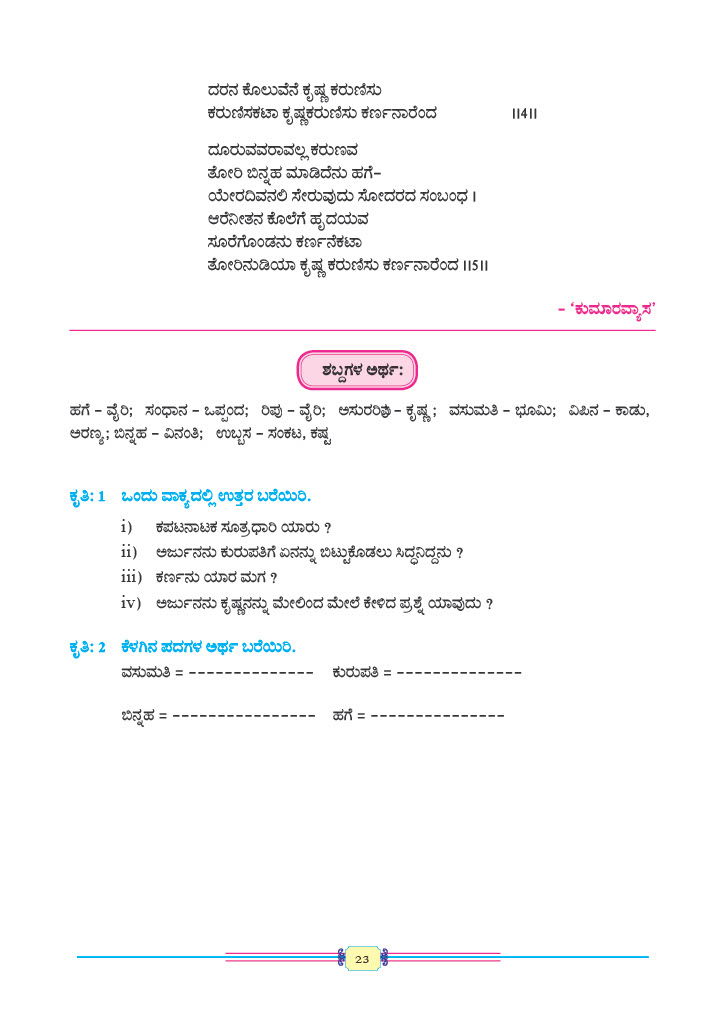 ದರನ ಕೊಲುವೆನೆ ಕೃಷ್ಣ ಕರುಣಿಸು
ಕರುಣಿಸಕಟಾ ಕೃಷ್ಣಕರುಣಿಸು ಕರ್ಣನಾರೆಂದ ।।4।।
ದೂರುವವರಾವಲ್ಲ ಕರುಣವ
ತೋರಿ ಬಿನ್ನಹ ಮಾಡಿದೆನು ಹಗೆ–
ಯೇರದಿವನಲಿ ಸೇರುವುದು ಸೋದರದ ಸಂಬಂಧ ।
ಆರೆನೀತನ ಕೊಲೆಗೆ ಹೃದಯವ
ಸೂರೆಗೊಂಡನು ಕರ್ಣನೆಕಟಾ
ತೋರಿನುಡಿಯಾ ಕೃಷ್ಣ ಕರುಣಿಸು ಕರ್ಣನಾರೆಂದ ।।5।।
– ‘ಕುಮಾರವ್ಯಾಸ’
ಶಬ್ದಗಳ ಅರ್ಥ:
ಹಗೆ – ವೈರಿ; ಸಂಧಾನ – ಒಪ್ಪಂದ; ರಿಪು – ವೈರಿ; ಅಸುರರಿಪು – ಕೃಷ್ಣ ; ವಸುಮತಿ – ಭೂಮಿ; ವಿಪಿನ – ಕಾಡು,
ಅರಣ್ಯ; ಬಿನ್ನಹ – ವಿನಂತಿ; ಉಬ್ಬಸ – ಸಂಕಟ, ಕಷ್ಟ
ಕೃತಿ: 1 ಒಂದು ವಾಕ್ಯದಲ್ಲಿ ಉತ್ತರ ಬರೆಯಿರಿ.
i) ಕಪಟನಾಟಕ ಸೂತ್ರಧಾರಿ ಯಾರು ?
ii) ಅರ್ಜುನನು ಕುರುಪತಿಗೆ ಏನನ್ನು ಬಿಟ್ಟುಕೊಡಲು ಸಿದ್ಧನಿದ್ದನು ?
iii) ಕರ್ಣನು ಯಾರ ಮಗ ?
iv) ಅರ್ಜುನನು ಕೃಷ್ಣನನ್ನು ಮೇಲಿಂದ ಮೇಲೆ ಕೇಳಿದ ಪ್ರಶ್ನೆ ಯಾವುದು ?
ಕೃತಿ: 2 ಕೆಳಗಿನ ಪದಗಳ ಅರ್ಥ ಬರೆಯಿರಿ.
ವಸುಮತಿ = –––––––––––––– ಕುರುಪತಿ = ––––––––––––––
ಬಿನ್ನಹ = –––––––––––––––– ಹಗೆ = –––––––––––––––
23